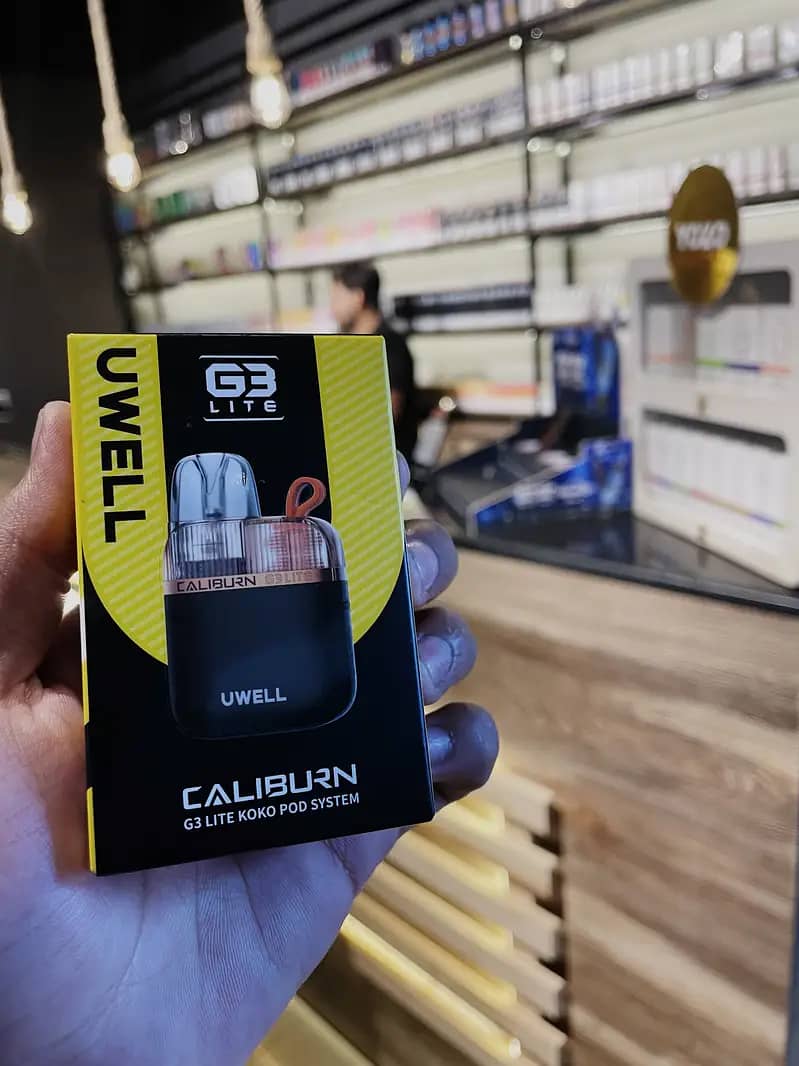 UWELL
G3
LITE
CALIBURN G3 LITE
UWELL
CALIBURN
G3 LITE KOKO POD SYSTEM